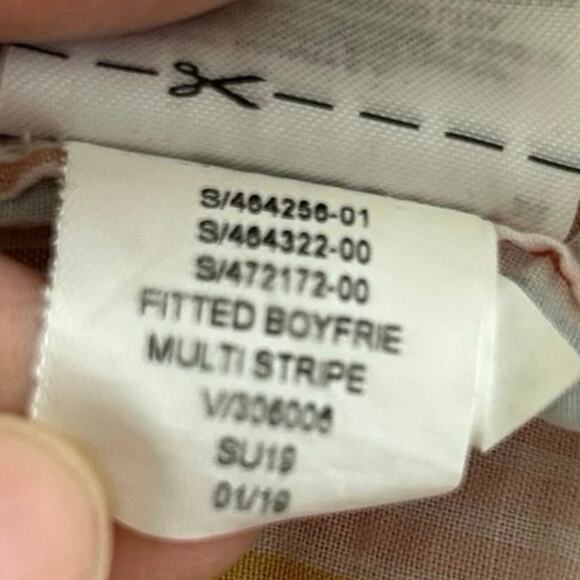 S/464256-01
S/464322-00
S/472172-00
FITTED BOYFRIE
MULTI STRIPE
V/306006
SU19
01/19